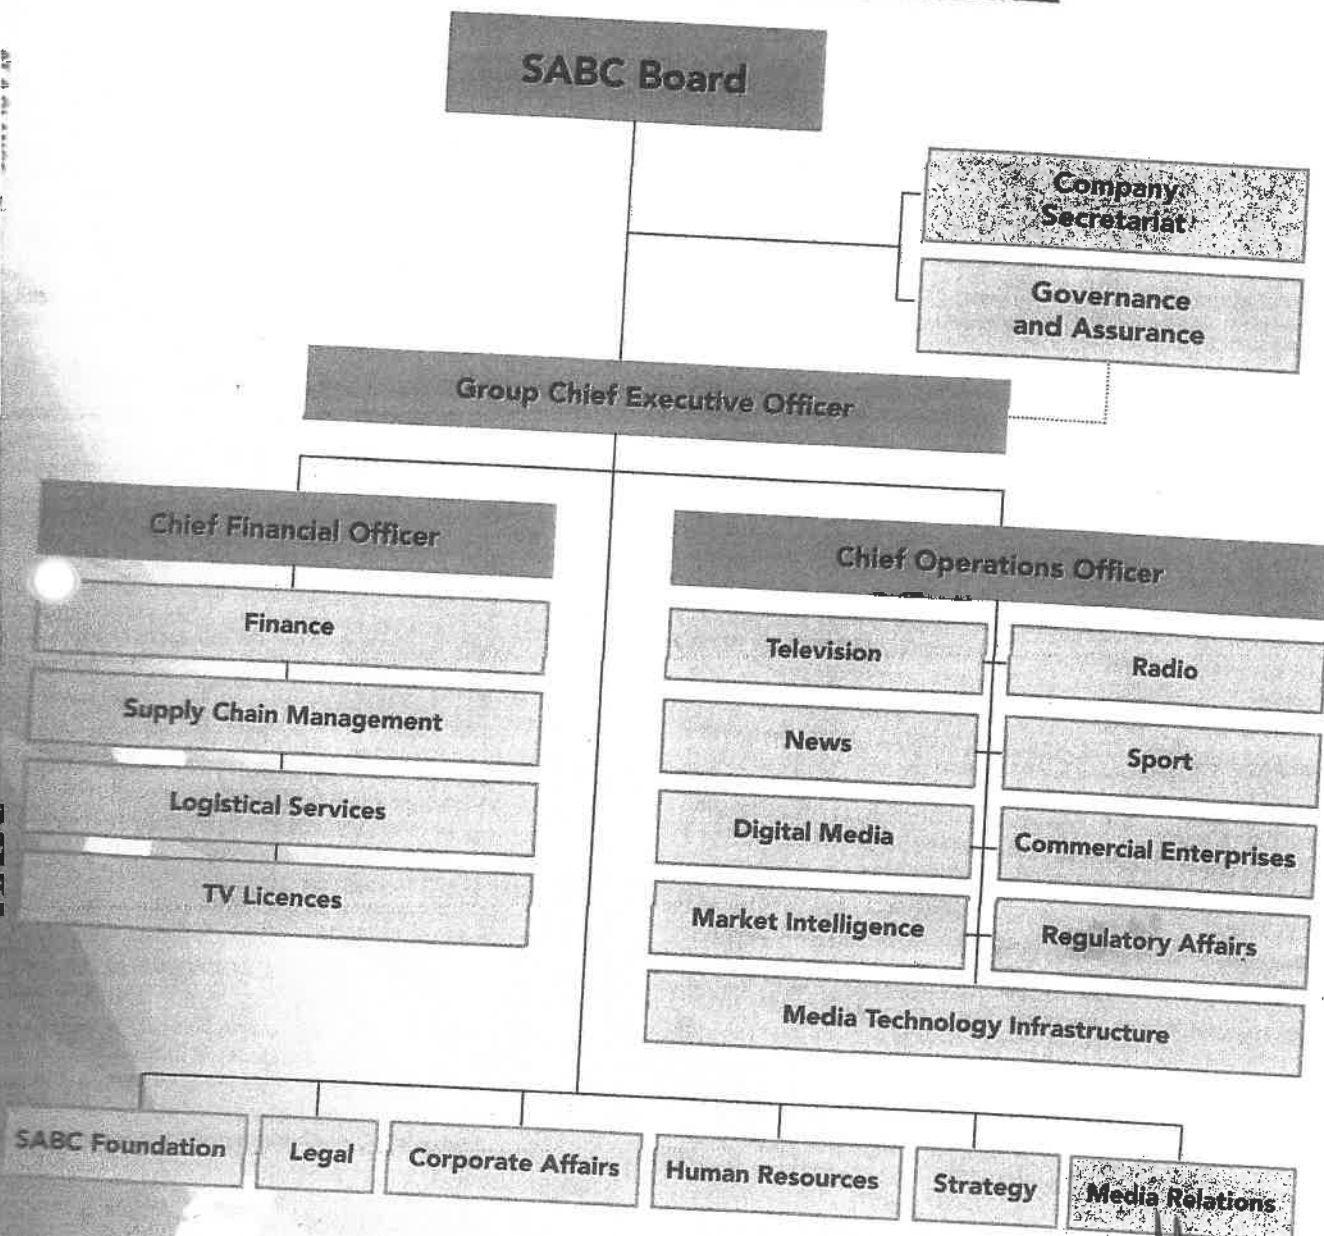 SABC Board
Company
Secretariat
Governance
and Assurance
Group Chief Executive Officer
Chief Financial Officer
Finance
Supply Chain Management
Logistical Services
TV Licences
Chief Operations Officer
Television
Radio
News
Sport
Digital Media
Commercial Enterprises
Market Intelligence
Regulatory Affairs
Media Technology Infrastructure
SABC Foundation
Legal
Corporate Affairs
Human Resources
Strategy
Media Relations